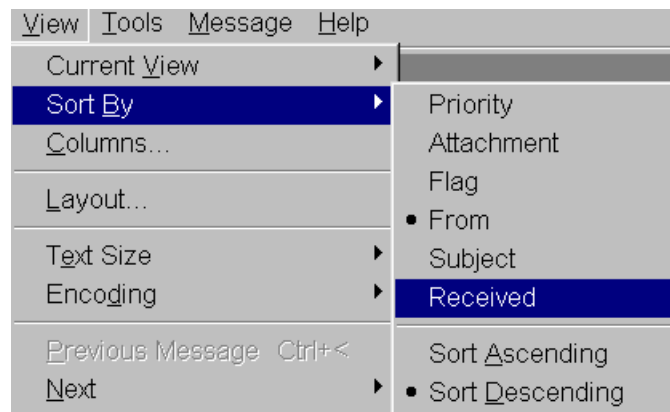 View Tools Message Help
Current View
Sort By
Columns...
Layout...
Text Size
Encoding
Previous Message Ctrl+<
Next
Priority
Attachment
Flag
From
Subject
Received
Sort Ascending
Sort Descending